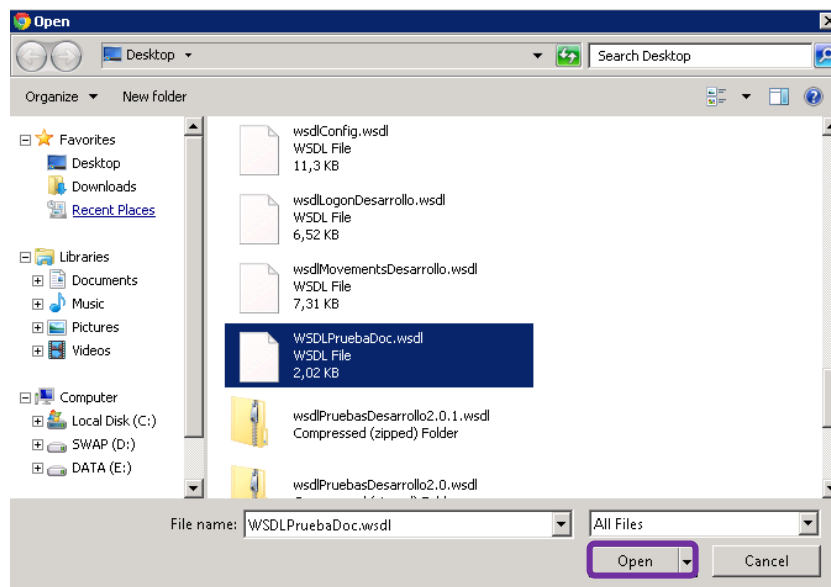 Open
Desktop
Search Desktop
Organize
New folder
Favorites
Desktop
Downloads
Recent Places
Libraries
Documents
Music
Pictures
Videos
Computer
Local Disk (C:)
SWAP (D:)
DATA (E:)
wsdlConfig.wsdl
WSDL File
11,3 KB
wsdlLogonDesarrollo.wsdl
WSDL File
6,52 KB
wsdlMovementsDesarrollo.wsdl
WSDL File
7,31 KB
WSDLPruebaDoc.wsdl
WSDL File
2,02 KB
wsdlPruebasDesarrollo2.0.1.wsdl
Compressed (zipped) Folder
wsdlPruebasDesarrollo2.0.wsdl
File name: WSDLPruebaDoc.wsdl
All Files
Open
Cancel